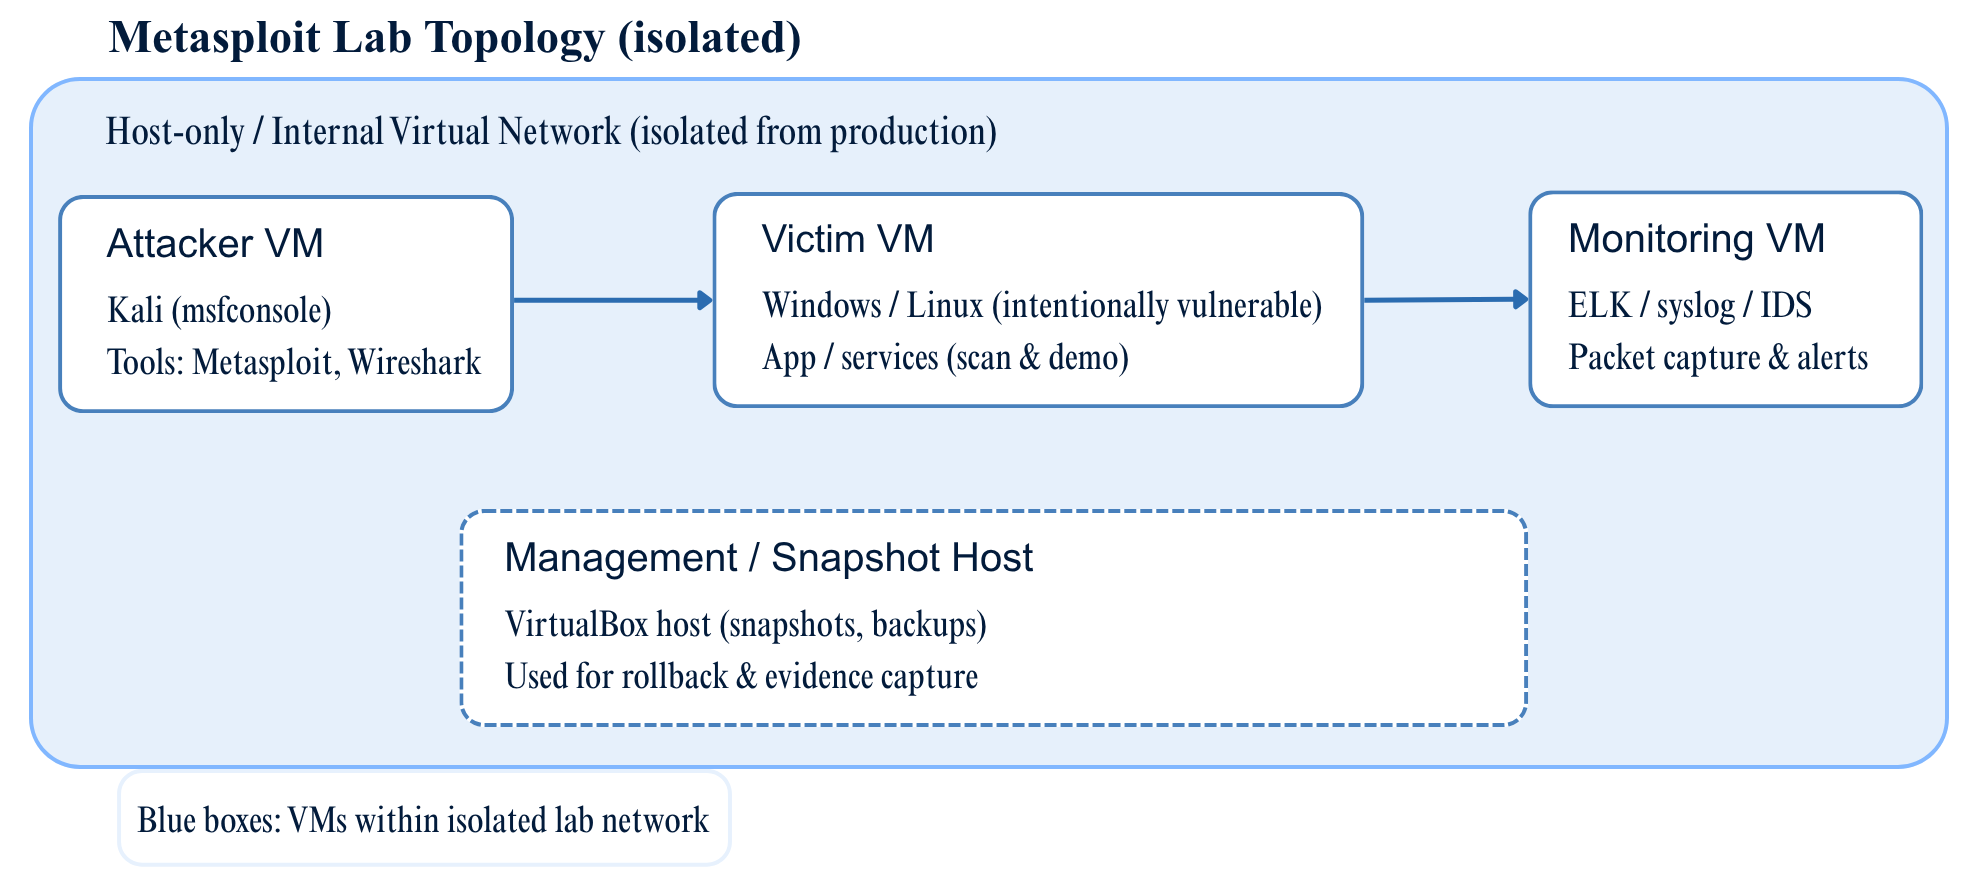 Metasploit Lab Topology (isolated)
Host-only / Internal Virtual Network (isolated from production)
Attacker VM
Kali (msfconsole)
Tools: Metasploit, Wireshark
Victim VM
Windows / Linux (intentionally vulnerable)
App / services (scan & demo)
Monitoring VM
ELK / syslog / IDS
Packet capture & alerts
Management / Snapshot Host
VirtualBox host (snapshots, backups)
Used for rollback & evidence capture
Blue boxes: VMs within isolated lab network